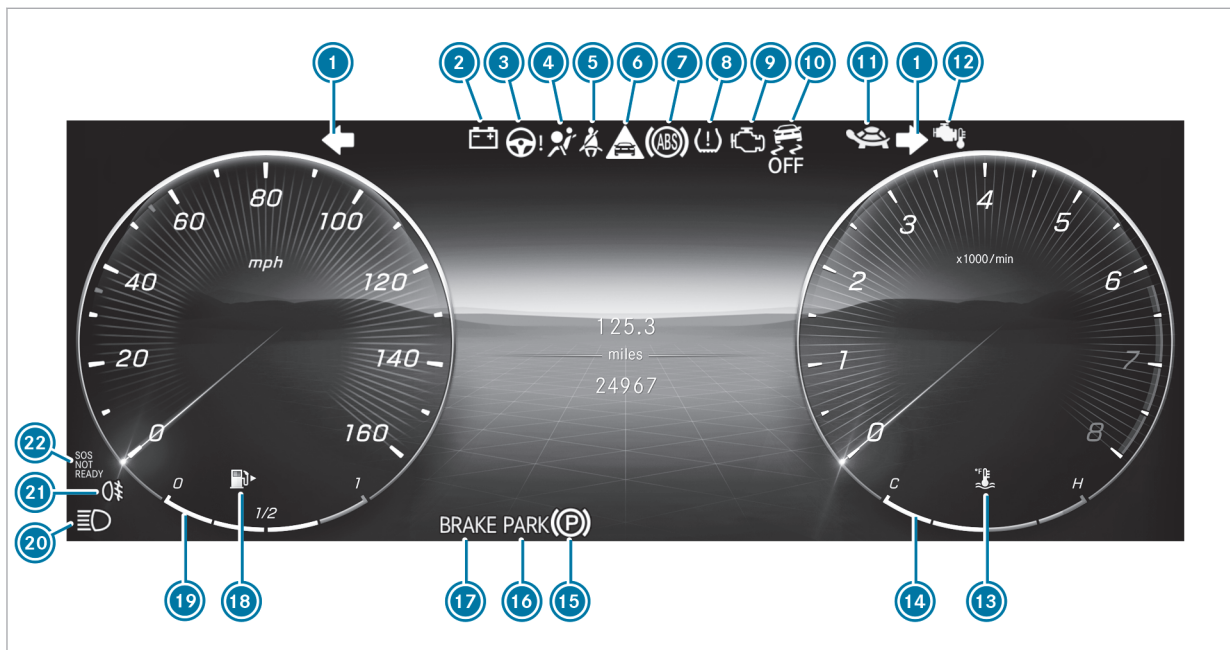 1 2 3 4 5 6 7 8 9 10 11 1 12
ABS
OFF
80
60 100
mph
40 120
20 140
0 160
125.3
miles
24967
4
3 5
x1000/min
2 6
1 7
0 8
22
SOS
NOT
READY
21
20
0 1
1/2
°F
C H
BRAKE PARK P
19 18 17 16 15 14 13